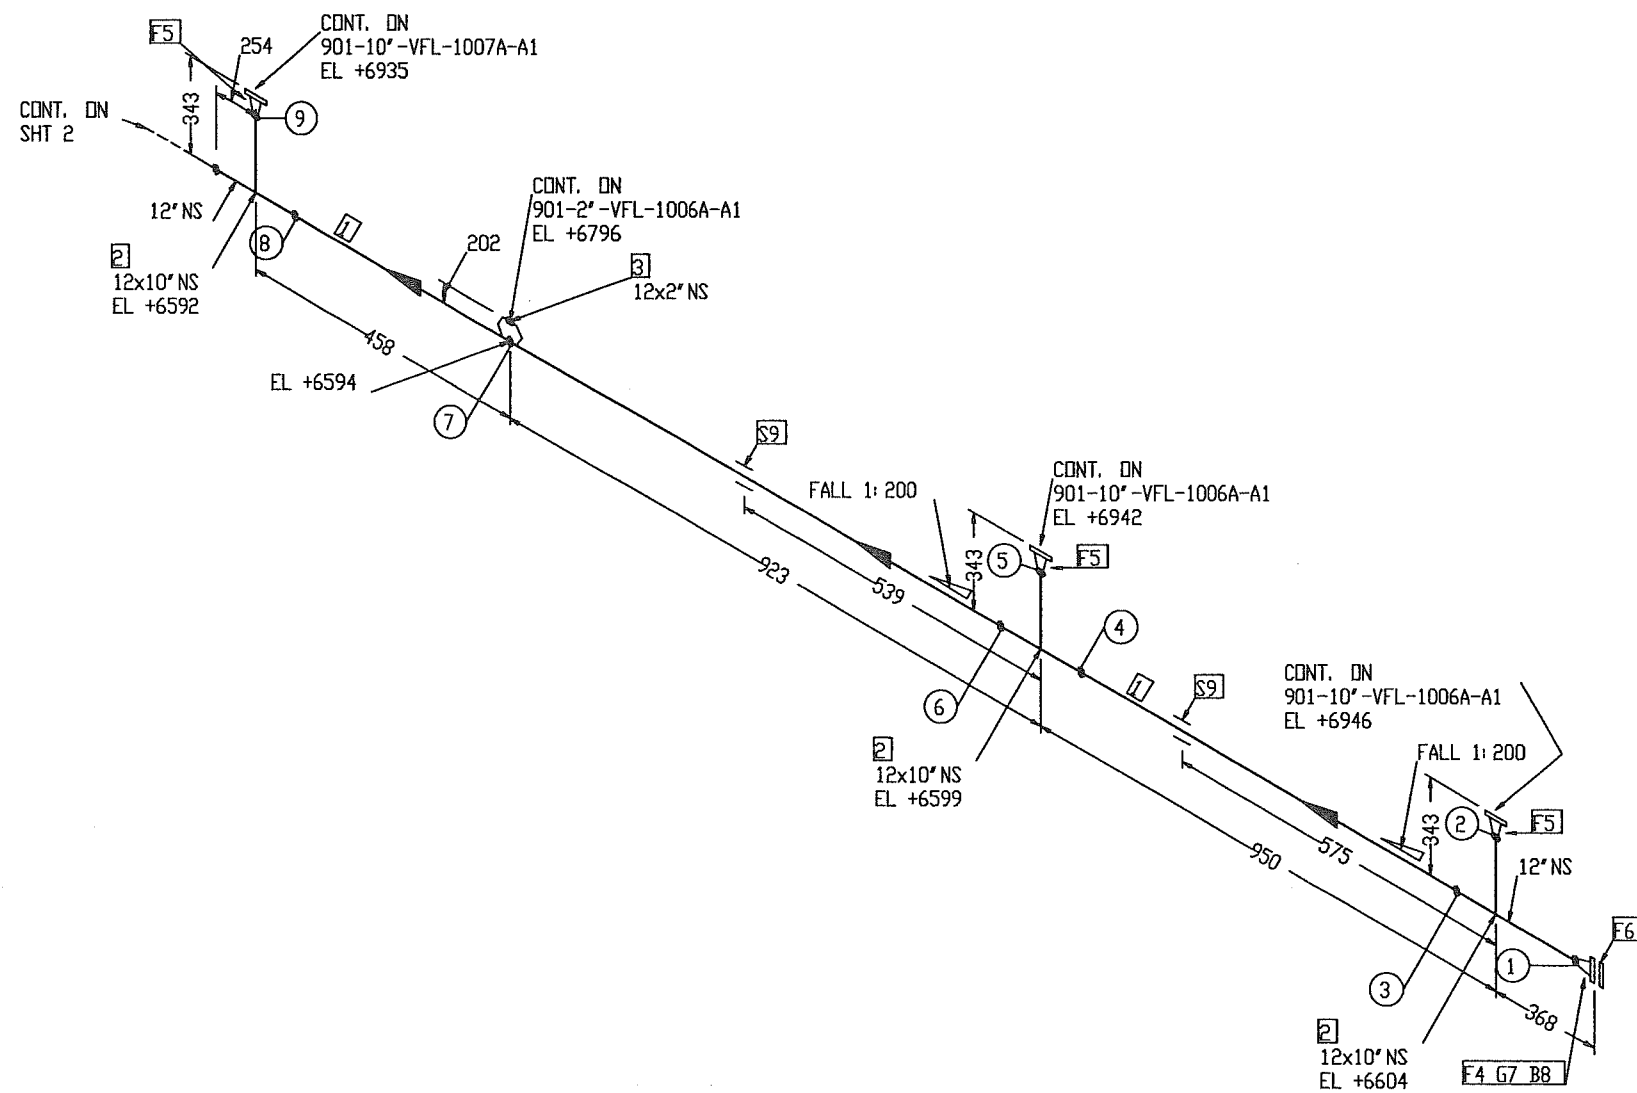 CONT. ON
901-10"-VFL-1007A-A1
EL +6935
F5
254
343
9
CONT. ON
SHT 2
12"NS
8
1
2
12x10"NS
EL +6592
CONT. ON
901-2"-VFL-1006A-A1
EL +6796
202
3
12x2"NS
458
EL +6594
7
S9
FALL 1:200
CONT. ON
901-10"-VFL-1006A-A1
EL +6942
343
5
F5
923
539
4
6
1
S9
2
12x10"NS
EL +6599
CONT. ON
901-10"-VFL-1006A-A1
EL +6946
FALL 1:200
343
2
F5
575
950
12"NS
F6
1
3
368
2
12x10"NS
EL +6604
F4 G7 B8